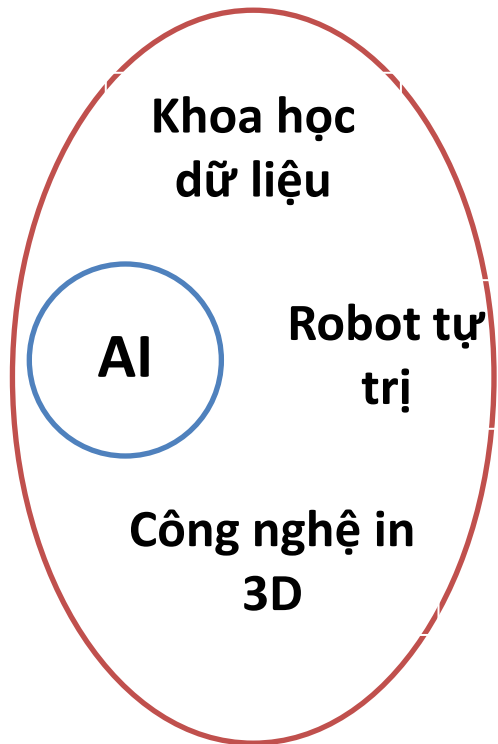 Khoa học
dữ liệu
AI
Robot tự
trị
Công nghệ in
3D